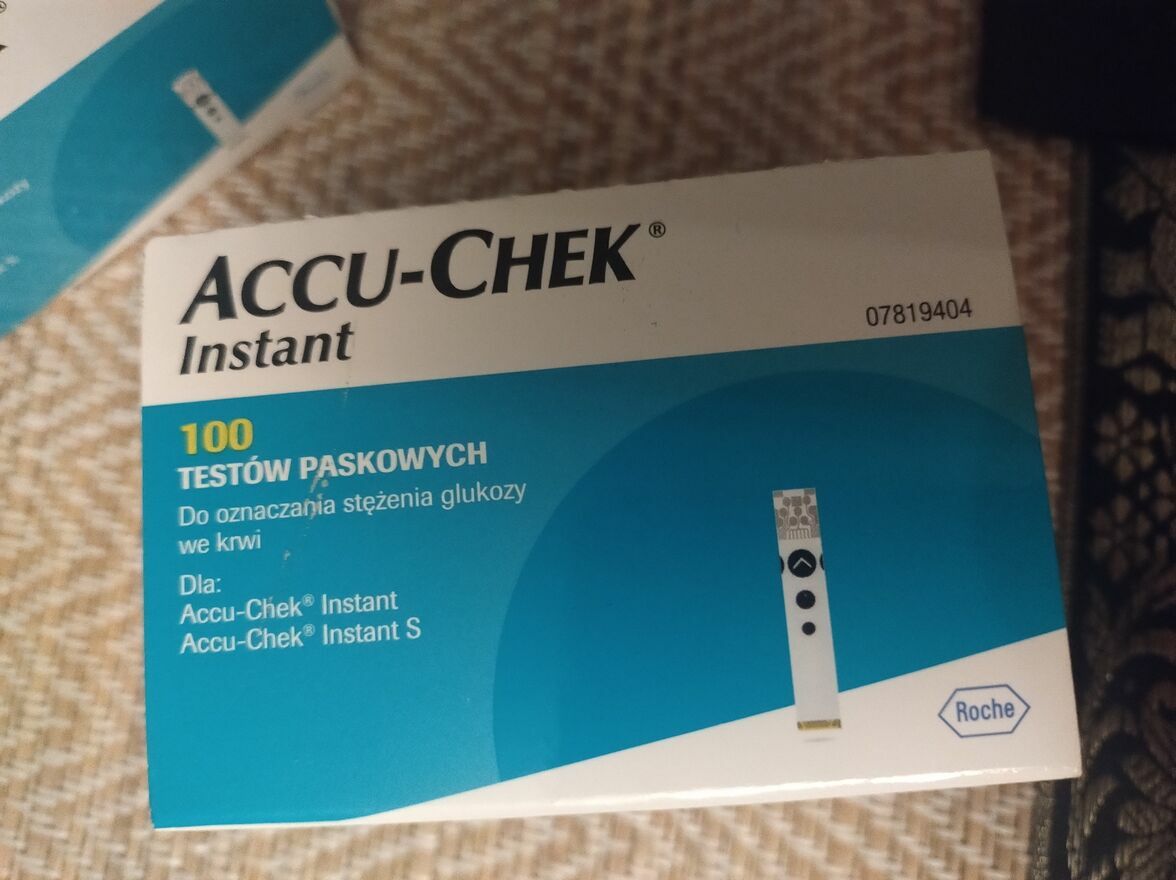 ACCU-CHEK®
Instant
07819404
100
TESTÓW PASKOWYCH
Do oznaczania stężenia glukozy
we krwi
Dla:
Accu-Chek® Instant
Accu-Chek® Instant S
Roche